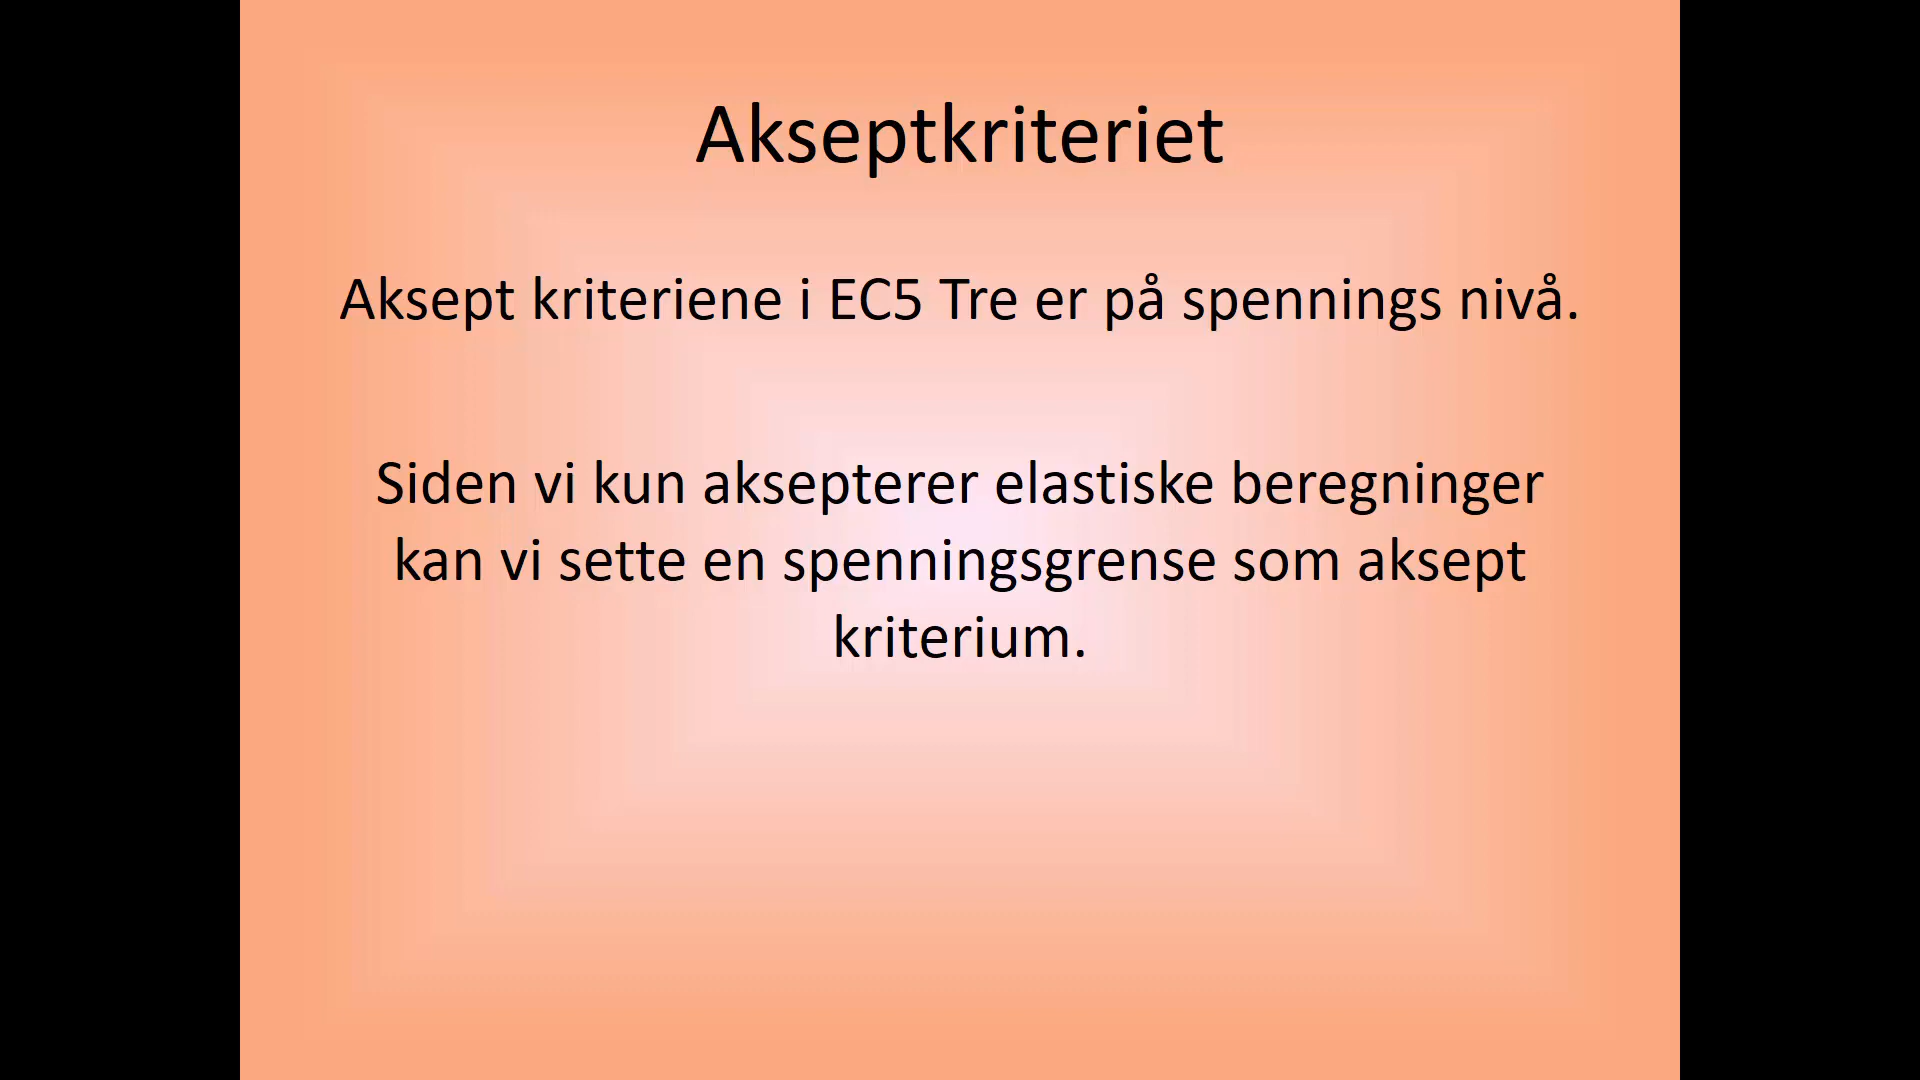 Akseptkriteriet
Aksept kriteriene i EC5 Tre er på spennings nivå.
Siden vi kun aksepterer elastiske beregninger
kan vi sette en spenningsgrense som aksept
kriterium.